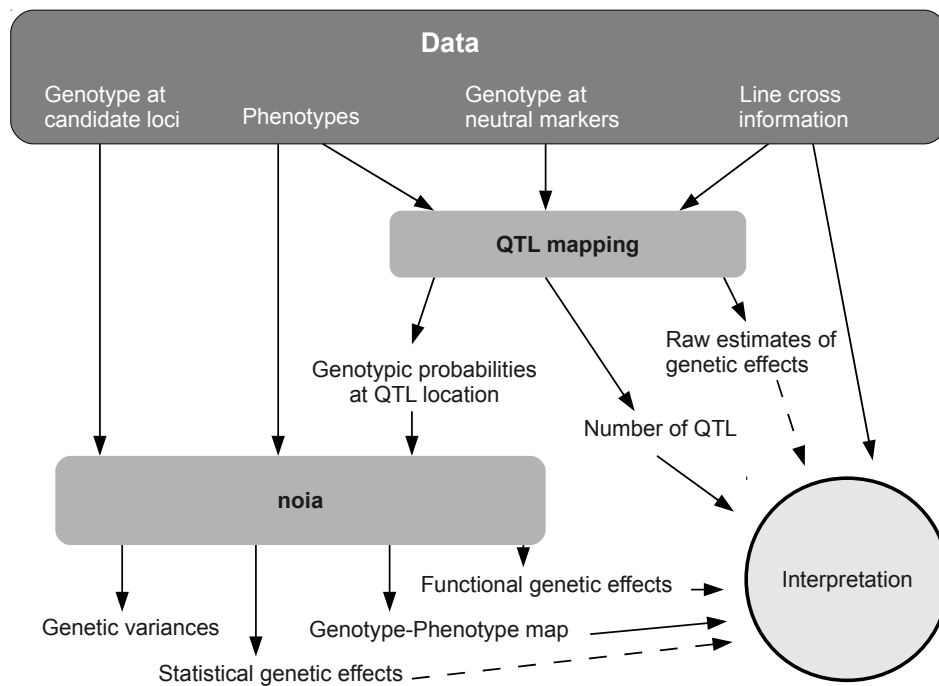 Data
Genotype at
candidate loci
Phenotypes
Genotype at
neutral markers
Line cross
information
QTL mapping
Raw estimates of
genetic effects
Genotypic probabilities
at QTL location
Number of QTL
noia
Interpretation
Functional genetic effects
Genetic variances
Genotype-Phenotype map
Statistical genetic effects